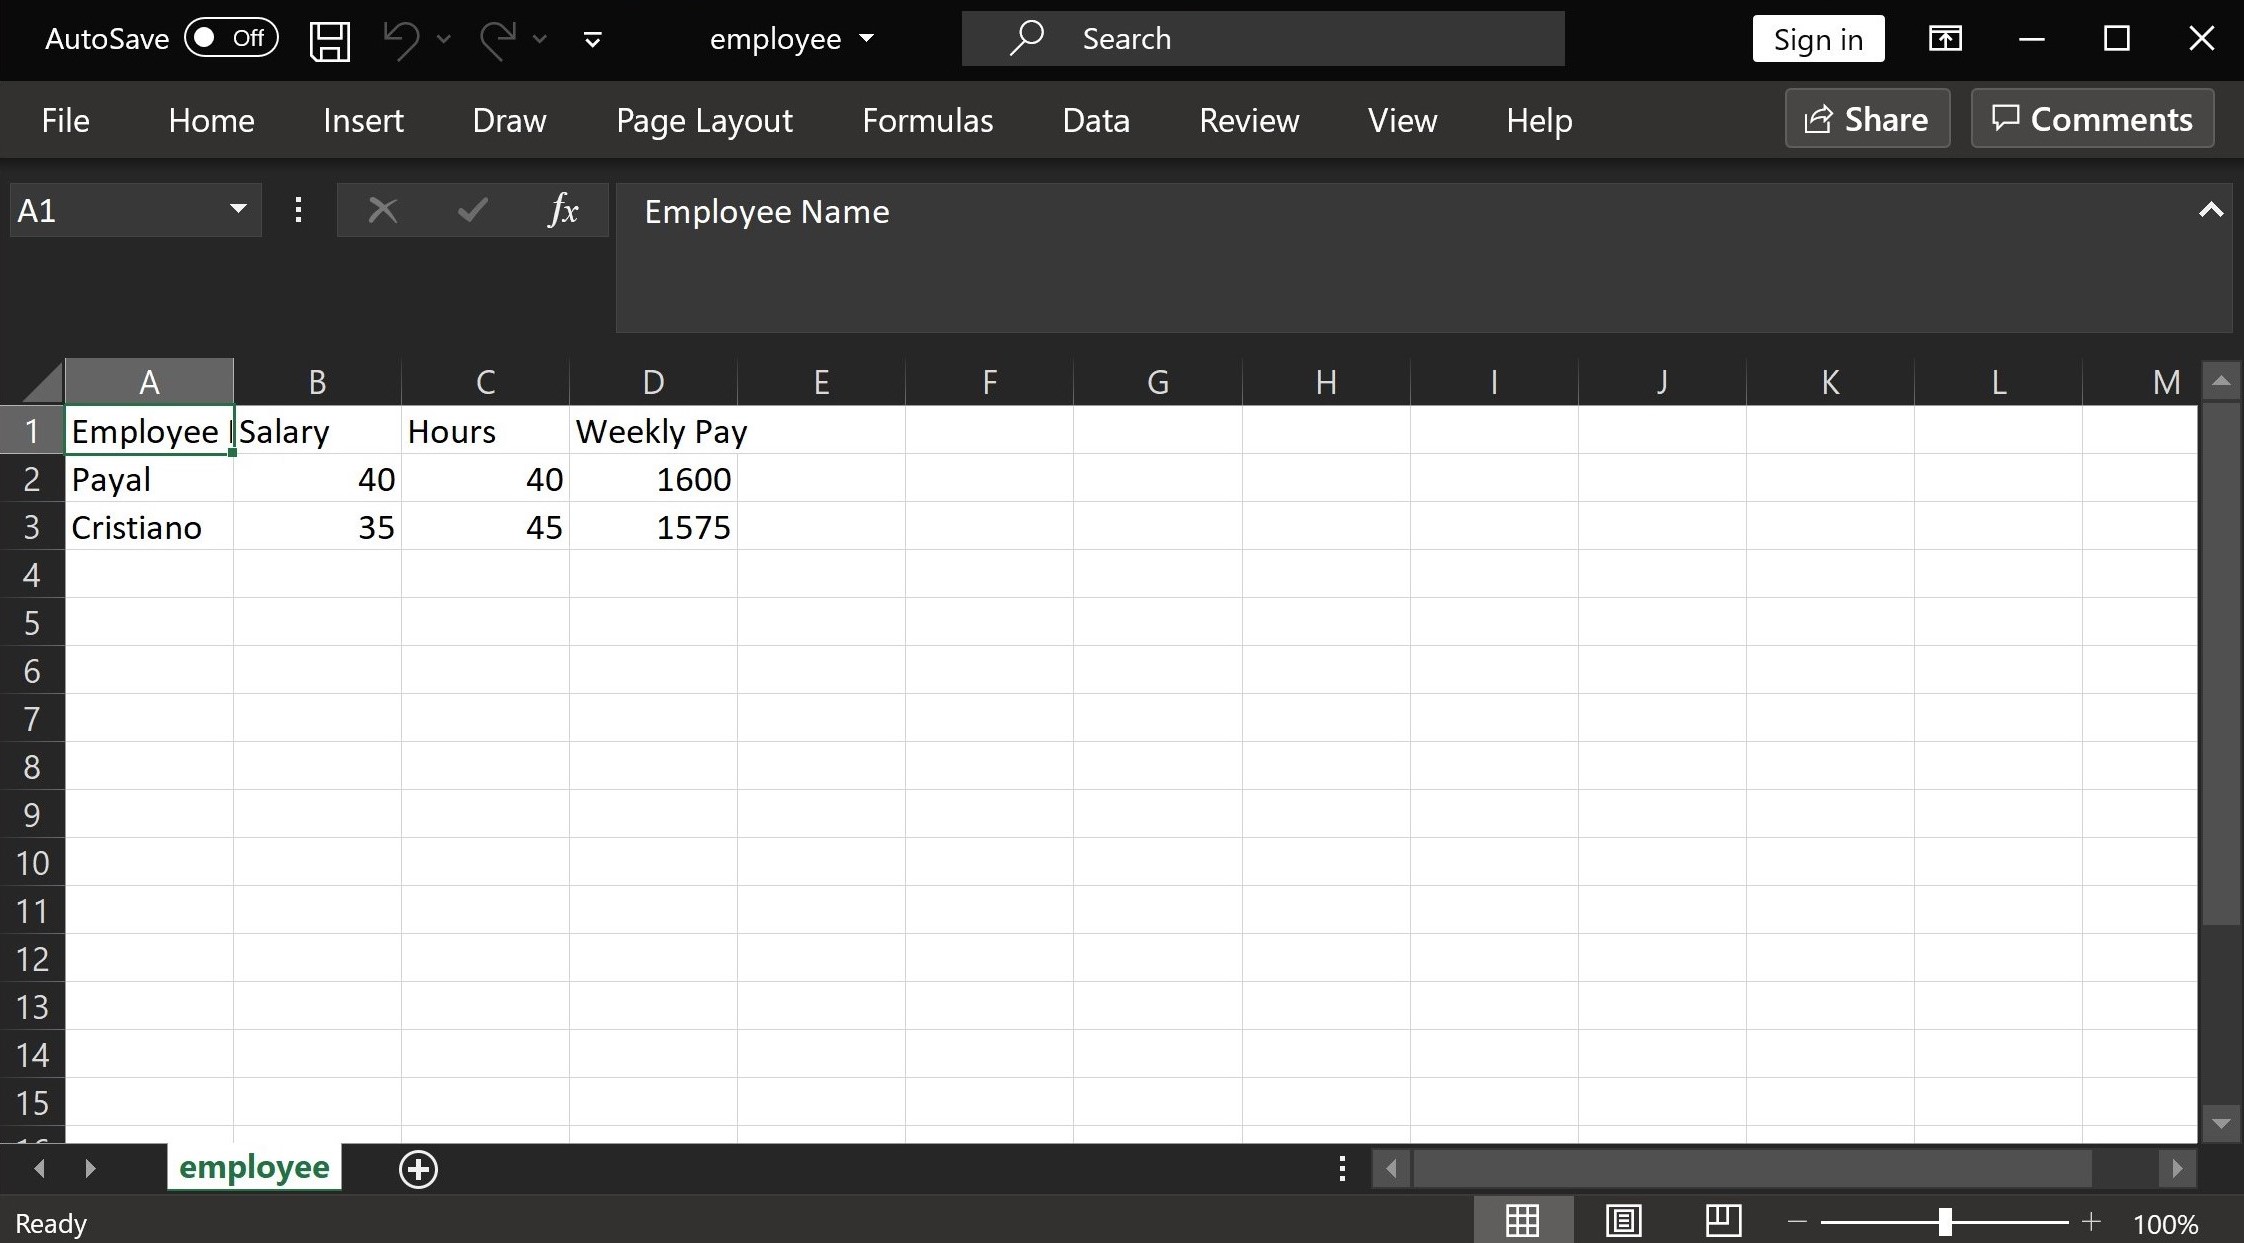 AutoSave Off employee Search Sign in
File Home Insert Draw Page Layout Formulas Data Review View Help Share Comments
A1 fx Employee Name
A B C D E F G H I J K L M
1 Employee Salary Hours Weekly Pay
2 Payal 40 40 1600
3 Cristiano 35 45 1575
4
5
6
7
8
9
10
11
12
13
14
15
employee
Ready 100%